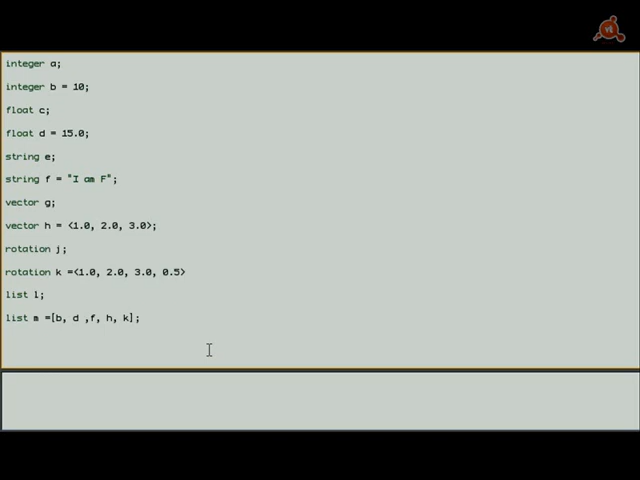 integer a;
integer b = 10;
float c;
float d = 15.0;
string e;
string f = "I am F";
vector g;
vector h = <1.0, 2.0, 3.0>;
rotation j;
rotation k =<1.0, 2.0, 3.0, 0.5>
list l;
list m =[b, d ,f, h, k];